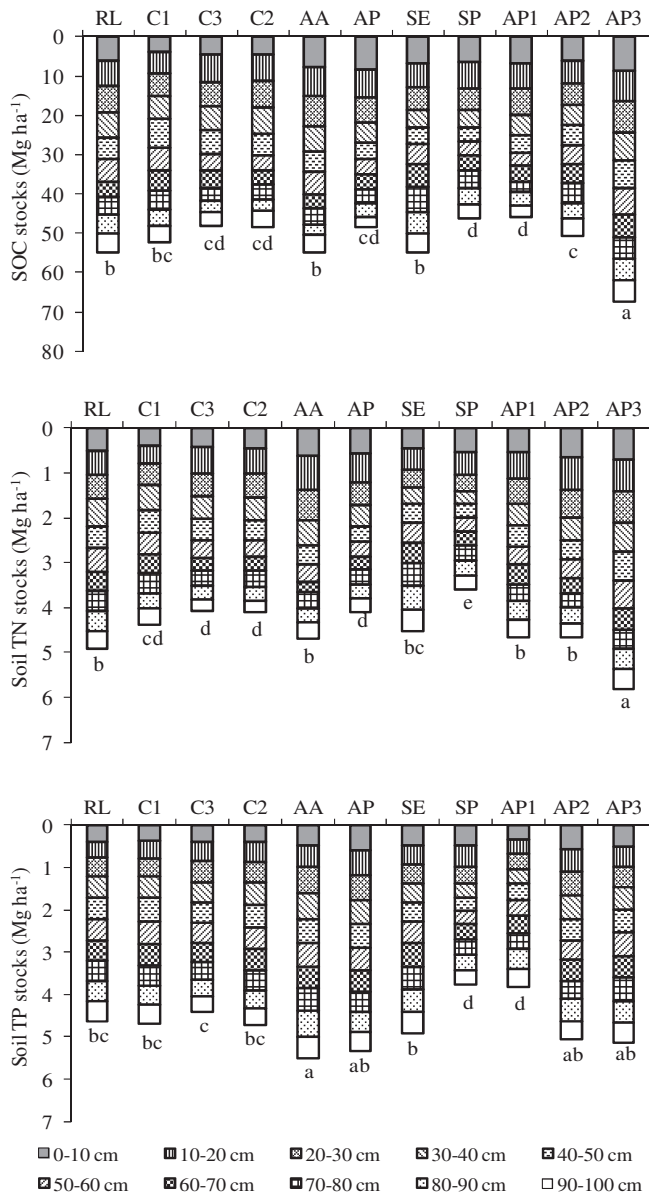 RL C1 C3 C2 AA AP SE SP AP1 AP2 AP3
0
10
20
30
40
50
60
70
80
SOC stocks (Mg ha⁻¹)
b bc cd cd b cd b d d c a
RL C1 C3 C2 AA AP SE SP AP1 AP2 AP3
0
1
2
3
4
5
6
7
Soil TN stocks (Mg ha⁻¹)
b cd d d b d bc e b b a
RL C1 C3 C2 AA AP SE SP AP1 AP2 AP3
0
1
2
3
4
5
6
7
Soil TP stocks (Mg ha⁻¹)
bc bc c bc a ab b d d ab ab
0-10 cm 10-20 cm 20-30 cm 30-40 cm 40-50 cm
50-60 cm 60-70 cm 70-80 cm 80-90 cm 90-100 cm